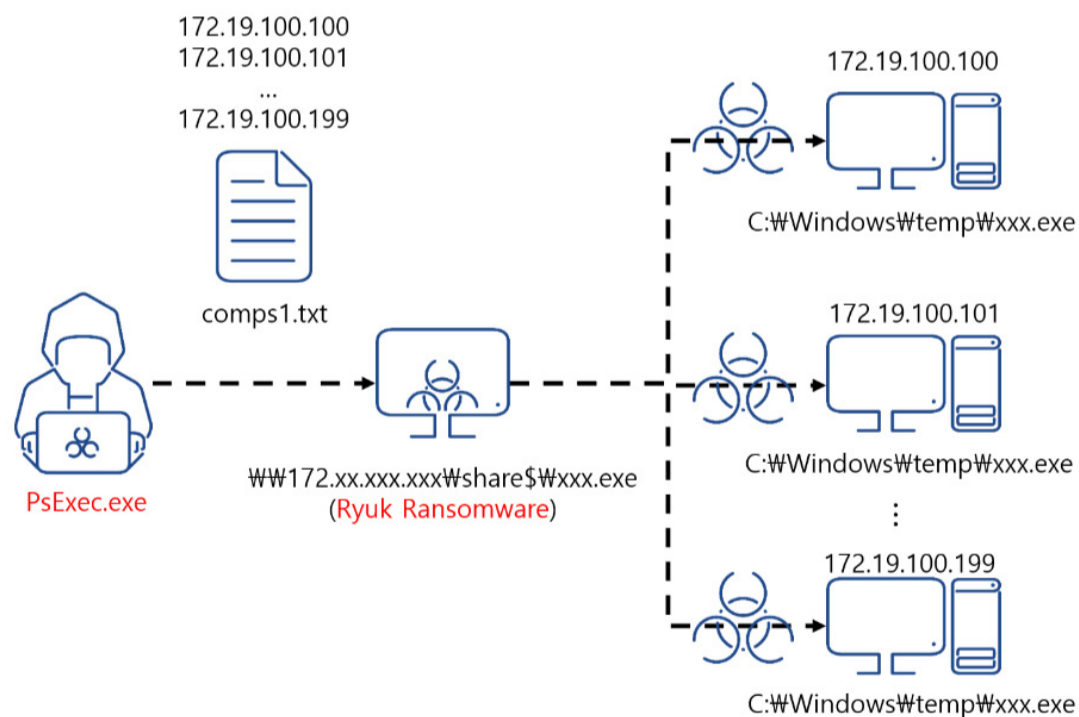 172.19.100.100
172.19.100.101
...
172.19.100.199
comps1.txt
PsExec.exe
₩₩172.xx.xxx.xxx₩share$₩xxx.exe
(Ryuk Ransomware)
172.19.100.100
C:₩Windows₩temp₩xxx.exe
172.19.100.101
C:₩Windows₩temp₩xxx.exe
⋮
172.19.100.199
C:₩Windows₩temp₩xxx.exe